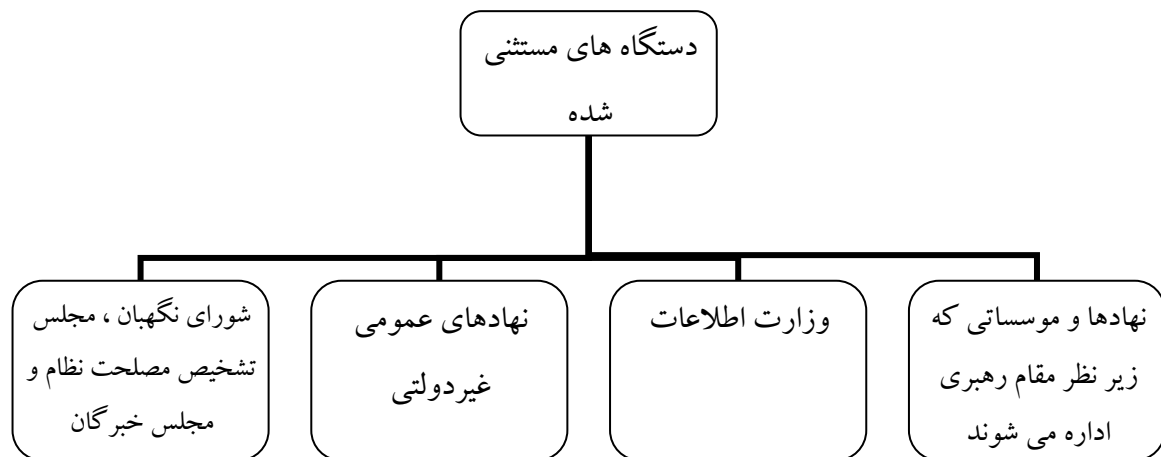 دستگاه های مستثنی
شده
نهادها و موسساتی که
زیر نظر مقام رهبری
اداره می شوند
وزارت اطلاعات
نهادهای عمومی
غیردولتی
شورای نگهبان ، مجلس
تشخیص مصلحت نظام و
مجلس خبرگان